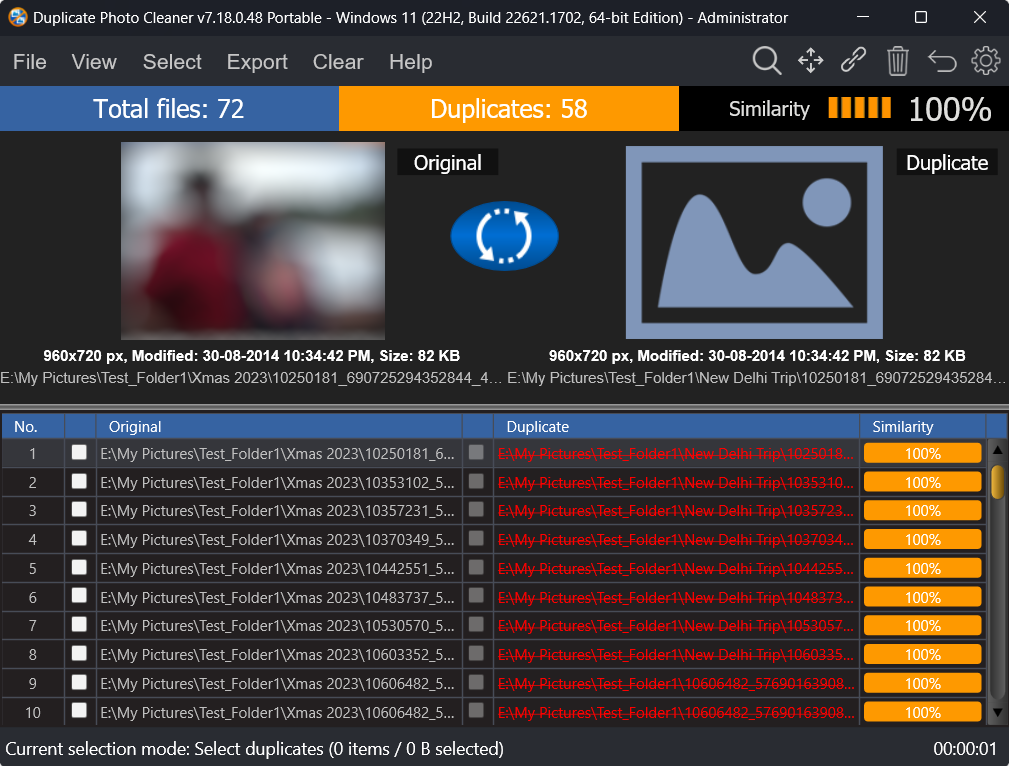 Duplicate Photo Cleaner v7.18.0.48 Portable - Windows 11 (22H2, Build 22621.1702, 64-bit Edition) - Administrator
File View Select Export Clear Help
Total files: 72 Duplicates: 58 Similarity 100%
Original Duplicate
960x720 px, Modified: 30-08-2014 10:34:42 PM, Size: 82 KB 960x720 px, Modified: 30-08-2014 10:34:42 PM, Size: 82 KB
E:\My Pictures\Test_Folder1\Xmas 2023\10250181_690725294352844_4... E:\My Pictures\Test_Folder1\New Delhi Trip\10250181_69072529435284...
No. Original Duplicate Similarity
1 E:\My Pictures\Test_Folder1\Xmas 2023\10250181_6... E:\My Pictures\Test_Folder1\New Delhi Trip\1025018... 100%
2 E:\My Pictures\Test_Folder1\Xmas 2023\10353102_5... E:\My Pictures\Test_Folder1\New Delhi Trip\1035310... 100%
3 E:\My Pictures\Test_Folder1\Xmas 2023\10357231_5... E:\My Pictures\Test_Folder1\New Delhi Trip\1035723... 100%
4 E:\My Pictures\Test_Folder1\Xmas 2023\10370349_5... E:\My Pictures\Test_Folder1\New Delhi Trip\1037034... 100%
5 E:\My Pictures\Test_Folder1\Xmas 2023\10442551_5... E:\My Pictures\Test_Folder1\New Delhi Trip\1044255... 100%
6 E:\My Pictures\Test_Folder1\Xmas 2023\10483737_5... E:\My Pictures\Test_Folder1\New Delhi Trip\1048373... 100%
7 E:\My Pictures\Test_Folder1\Xmas 2023\10530570_5... E:\My Pictures\Test_Folder1\New Delhi Trip\1053057... 100%
8 E:\My Pictures\Test_Folder1\Xmas 2023\10603352_5... E:\My Pictures\Test_Folder1\New Delhi Trip\1060335... 100%
9 E:\My Pictures\Test_Folder1\Xmas 2023\10606482_5... E:\My Pictures\Test_Folder1\10606482_57690163908... 100%
10 E:\My Pictures\Test_Folder1\Xmas 2023\10606482_5... E:\My Pictures\Test_Folder1\10606482_57690163908... 100%
Current selection mode: Select duplicates (0 items / 0 B selected) 00:00:01